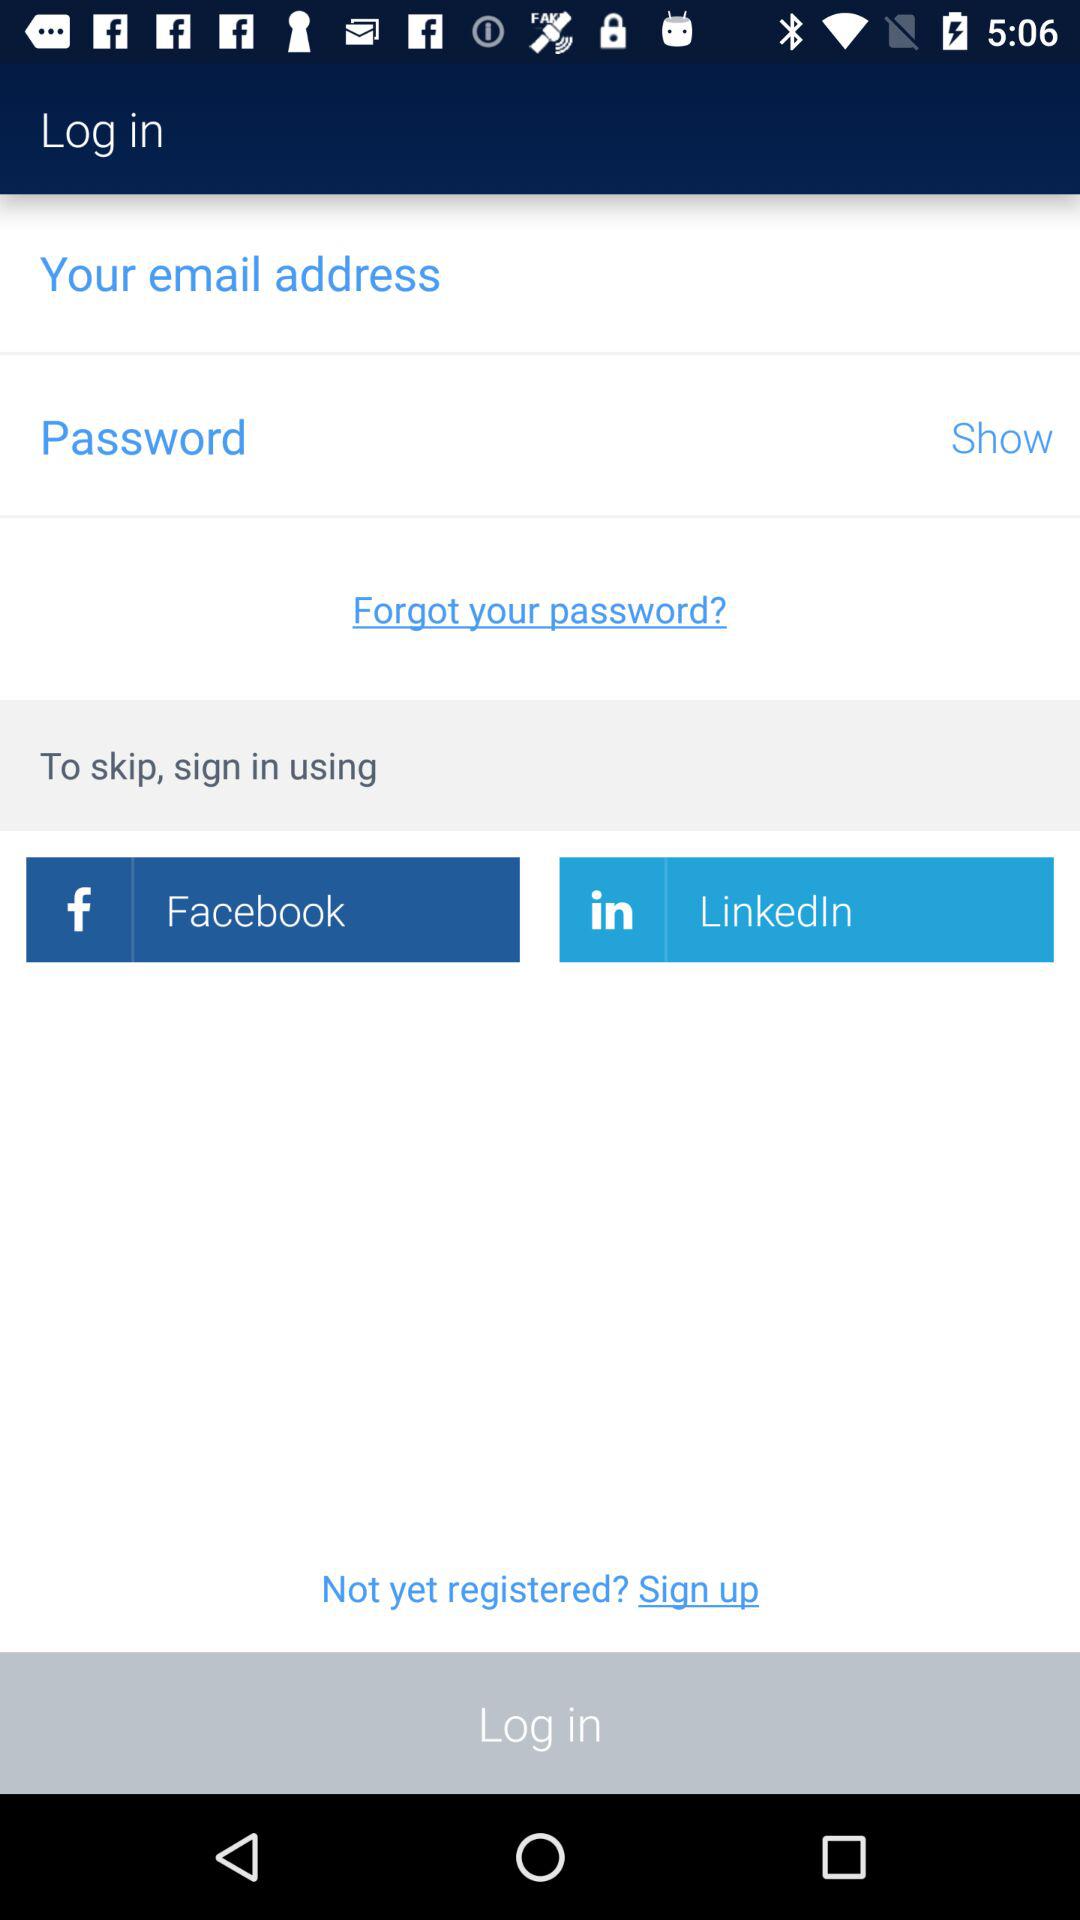 FAKE
5:06
Log in
Your email address
Password
Show
Forgot your password?
To skip, sign in using
f Facebook
in LinkedIn
Not yet registered? Sign up
Log in